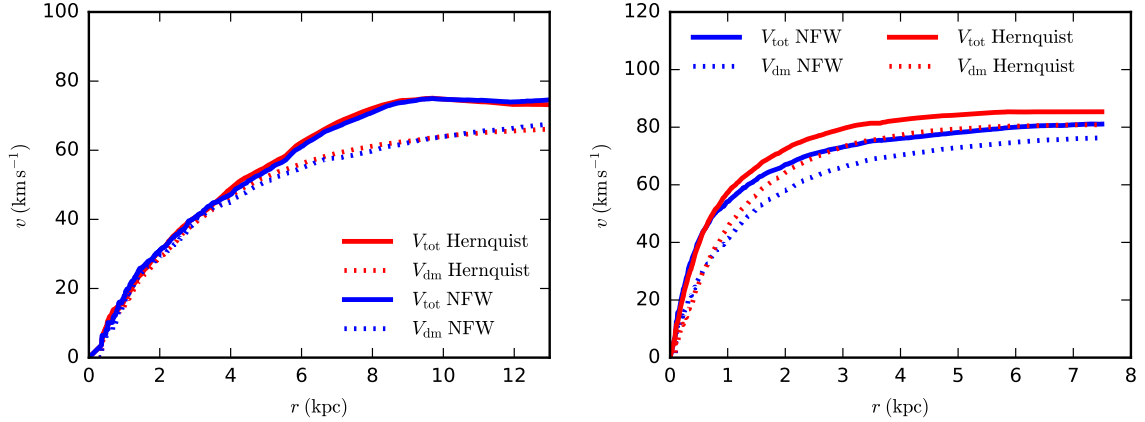 100
80
60
40
20
0
v (km s⁻¹)
0 2 4 6 8 10 12
r (kpc)
V_tot Hernquist
V_dm Hernquist
V_tot NFW
V_dm NFW
120
100
80
60
40
20
0
v (km s⁻¹)
0 1 2 3 4 5 6 7 8
r (kpc)
V_tot NFW V_tot Hernquist
V_dm NFW V_dm Hernquist